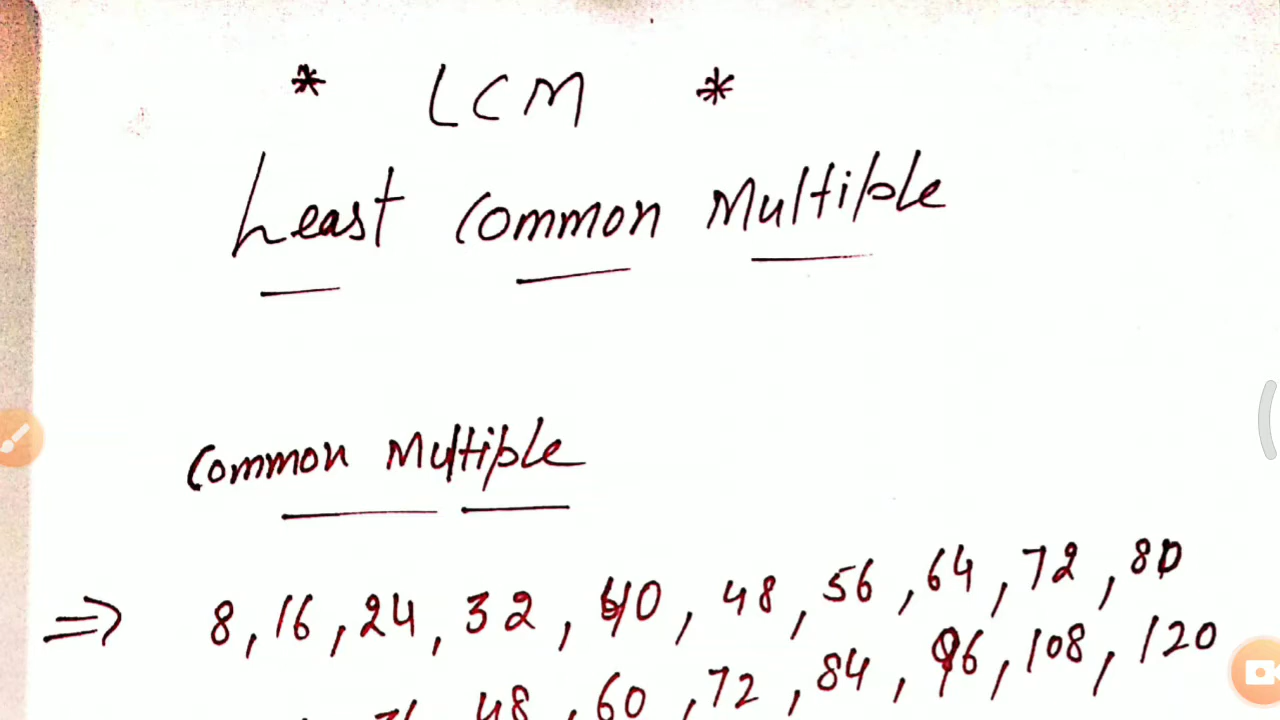 * LCM *
Least Common Multiple
Common Multiple
⇒ 8, 16, 24, 32, 40, 48, 56, 64, 72, 80
48, 60, 72, 84, 96, 108, 120